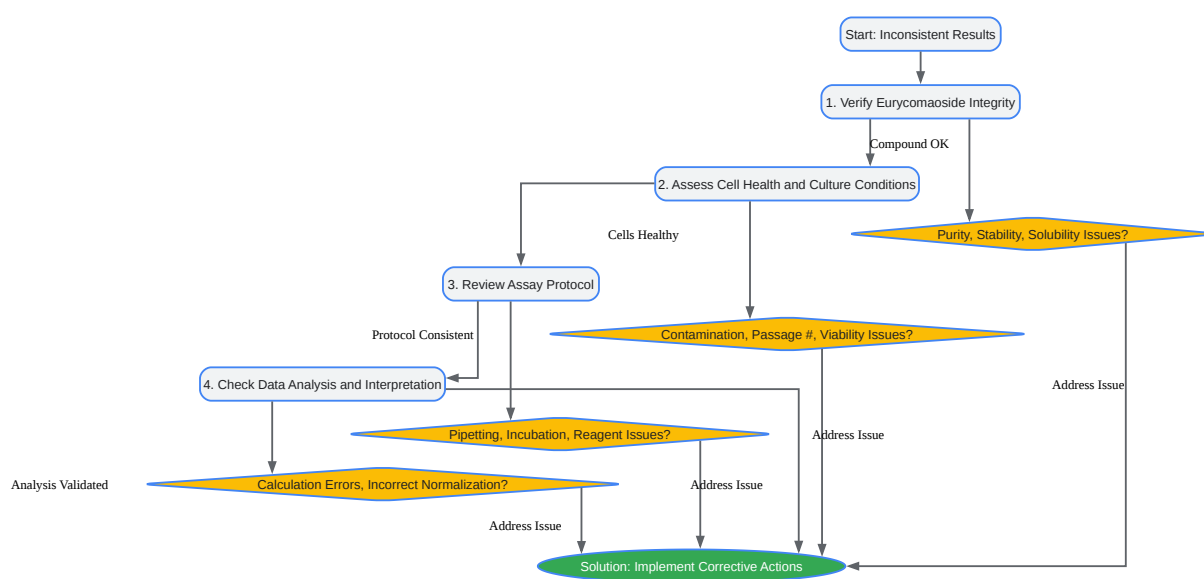 Start: Inconsistent Results
1. Verify Eurycomaoside Integrity
Compound OK
2. Assess Cell Health and Culture Conditions
Cells Healthy
Purity, Stability, Solubility Issues?
3. Review Assay Protocol
Protocol Consistent
Contamination, Passage #, Viability Issues?
4. Check Data Analysis and Interpretation
Address Issue
Pipetting, Incubation, Reagent Issues?
Address Issue
Analysis Validated
Calculation Errors, Incorrect Normalization?
Address Issue
Address Issue
Solution: Implement Corrective Actions